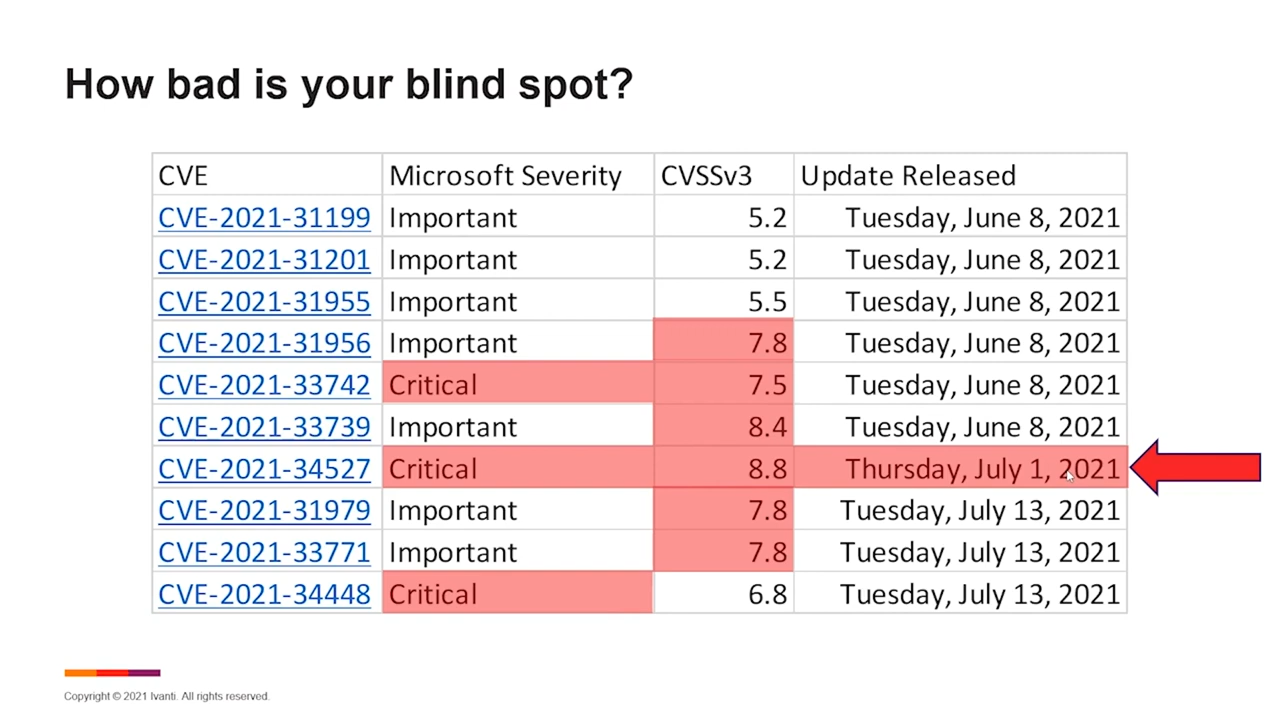 How bad is your blind spot?
CVE Microsoft Severity CVSSv3 Update Released
CVE-2021-31199 Important 5.2 Tuesday, June 8, 2021
CVE-2021-31201 Important 5.2 Tuesday, June 8, 2021
CVE-2021-31955 Important 5.5 Tuesday, June 8, 2021
CVE-2021-31956 Important 7.8 Tuesday, June 8, 2021
CVE-2021-33742 Critical 7.5 Tuesday, June 8, 2021
CVE-2021-33739 Important 8.4 Tuesday, June 8, 2021
CVE-2021-34527 Critical 8.8 Thursday, July 1, 2021
CVE-2021-31979 Important 7.8 Tuesday, July 13, 2021
CVE-2021-33771 Important 7.8 Tuesday, July 13, 2021
CVE-2021-34448 Critical 6.8 Tuesday, July 13, 2021
Copyright © 2021 Ivanti. All rights reserved.